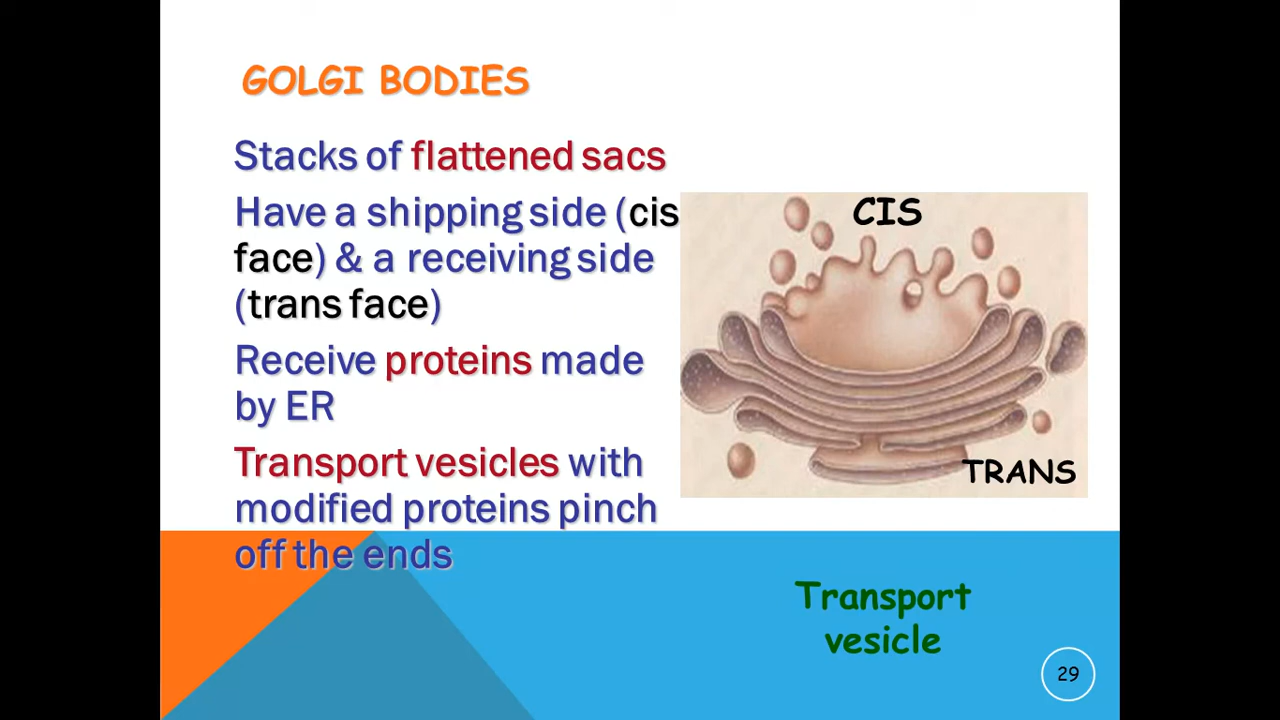 GOLGI BODIES
Stacks of flattened sacs
Have a shipping side (cis
face) & a receiving side
(trans face)
Receive proteins made
by ER
Transport vesicles with
modified proteins pinch
off the ends
CIS
TRANS
Transport
vesicle
29